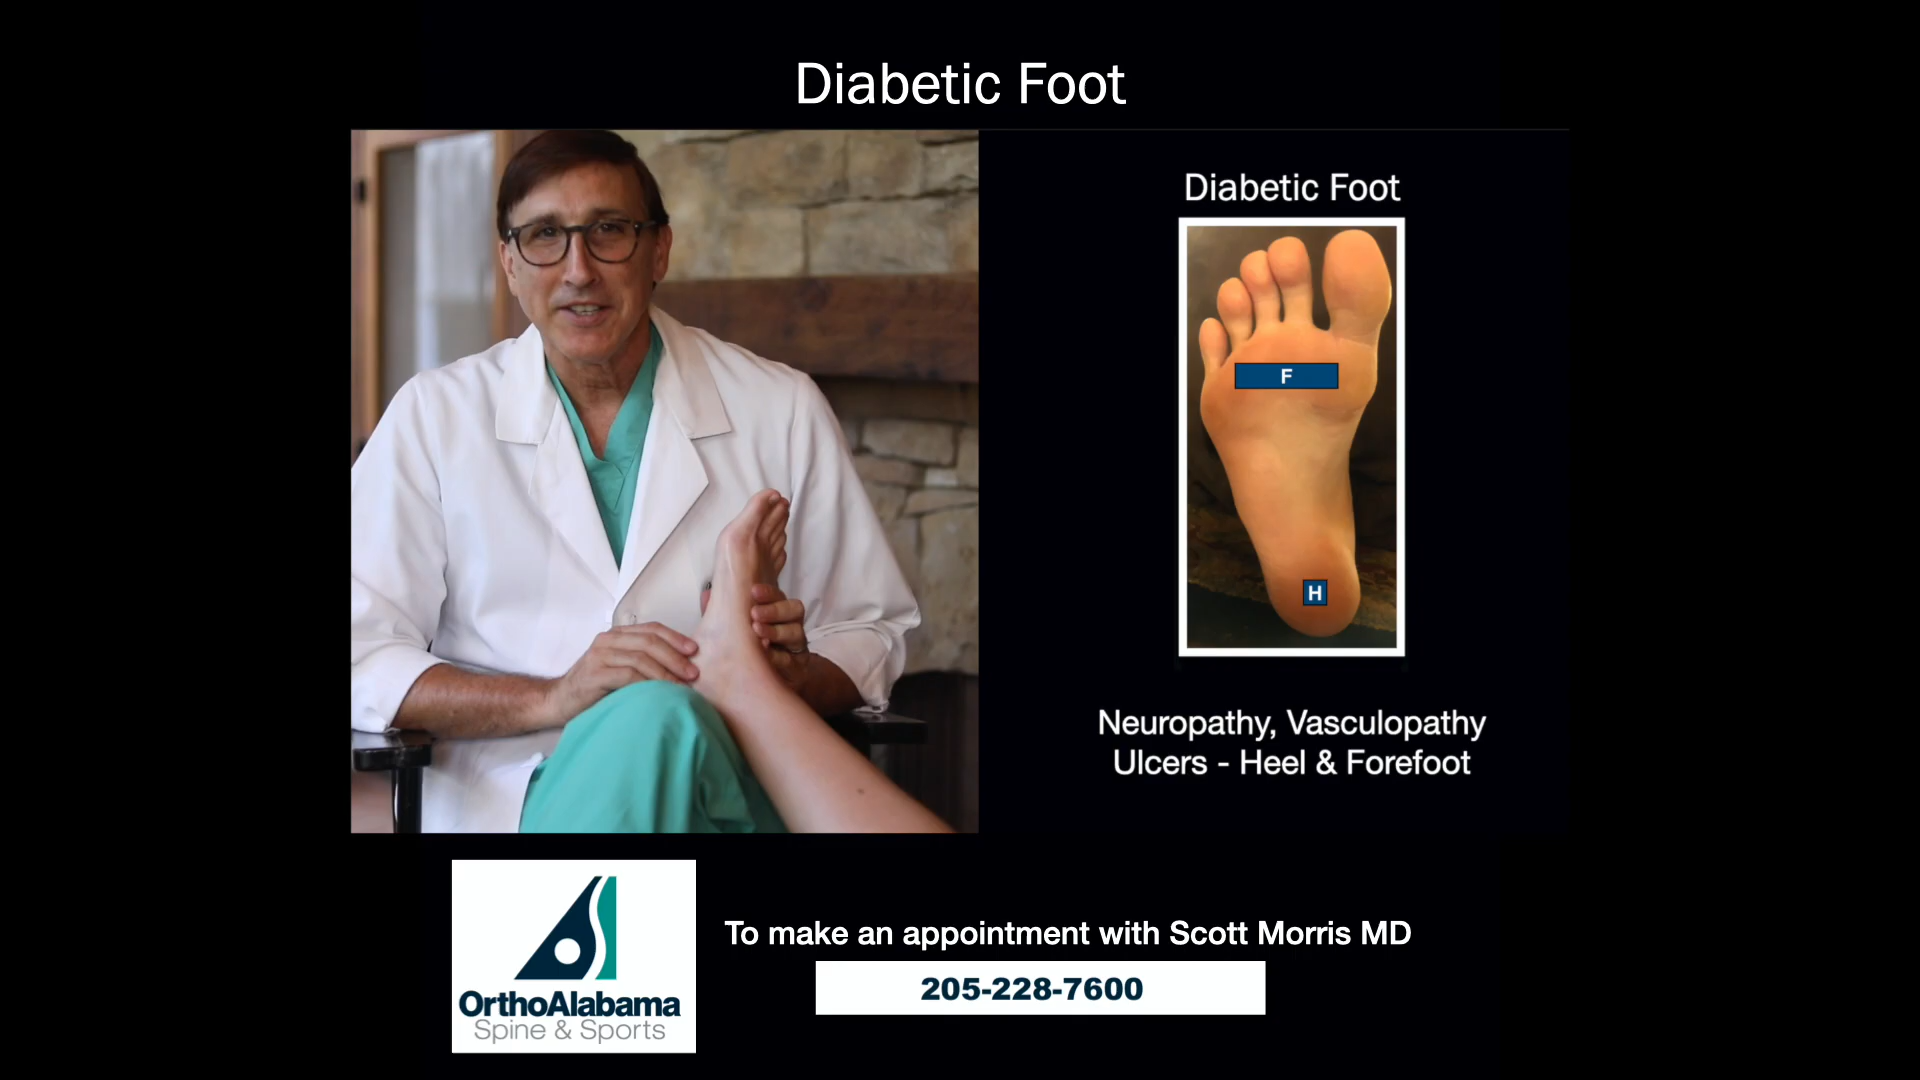 Diabetic Foot
Diabetic Foot
F
H
Neuropathy, Vasculopathy
Ulcers - Heel & Forefoot
OrthoAlabama
Spine & Sports
To make an appointment with Scott Morris MD
205-228-7600